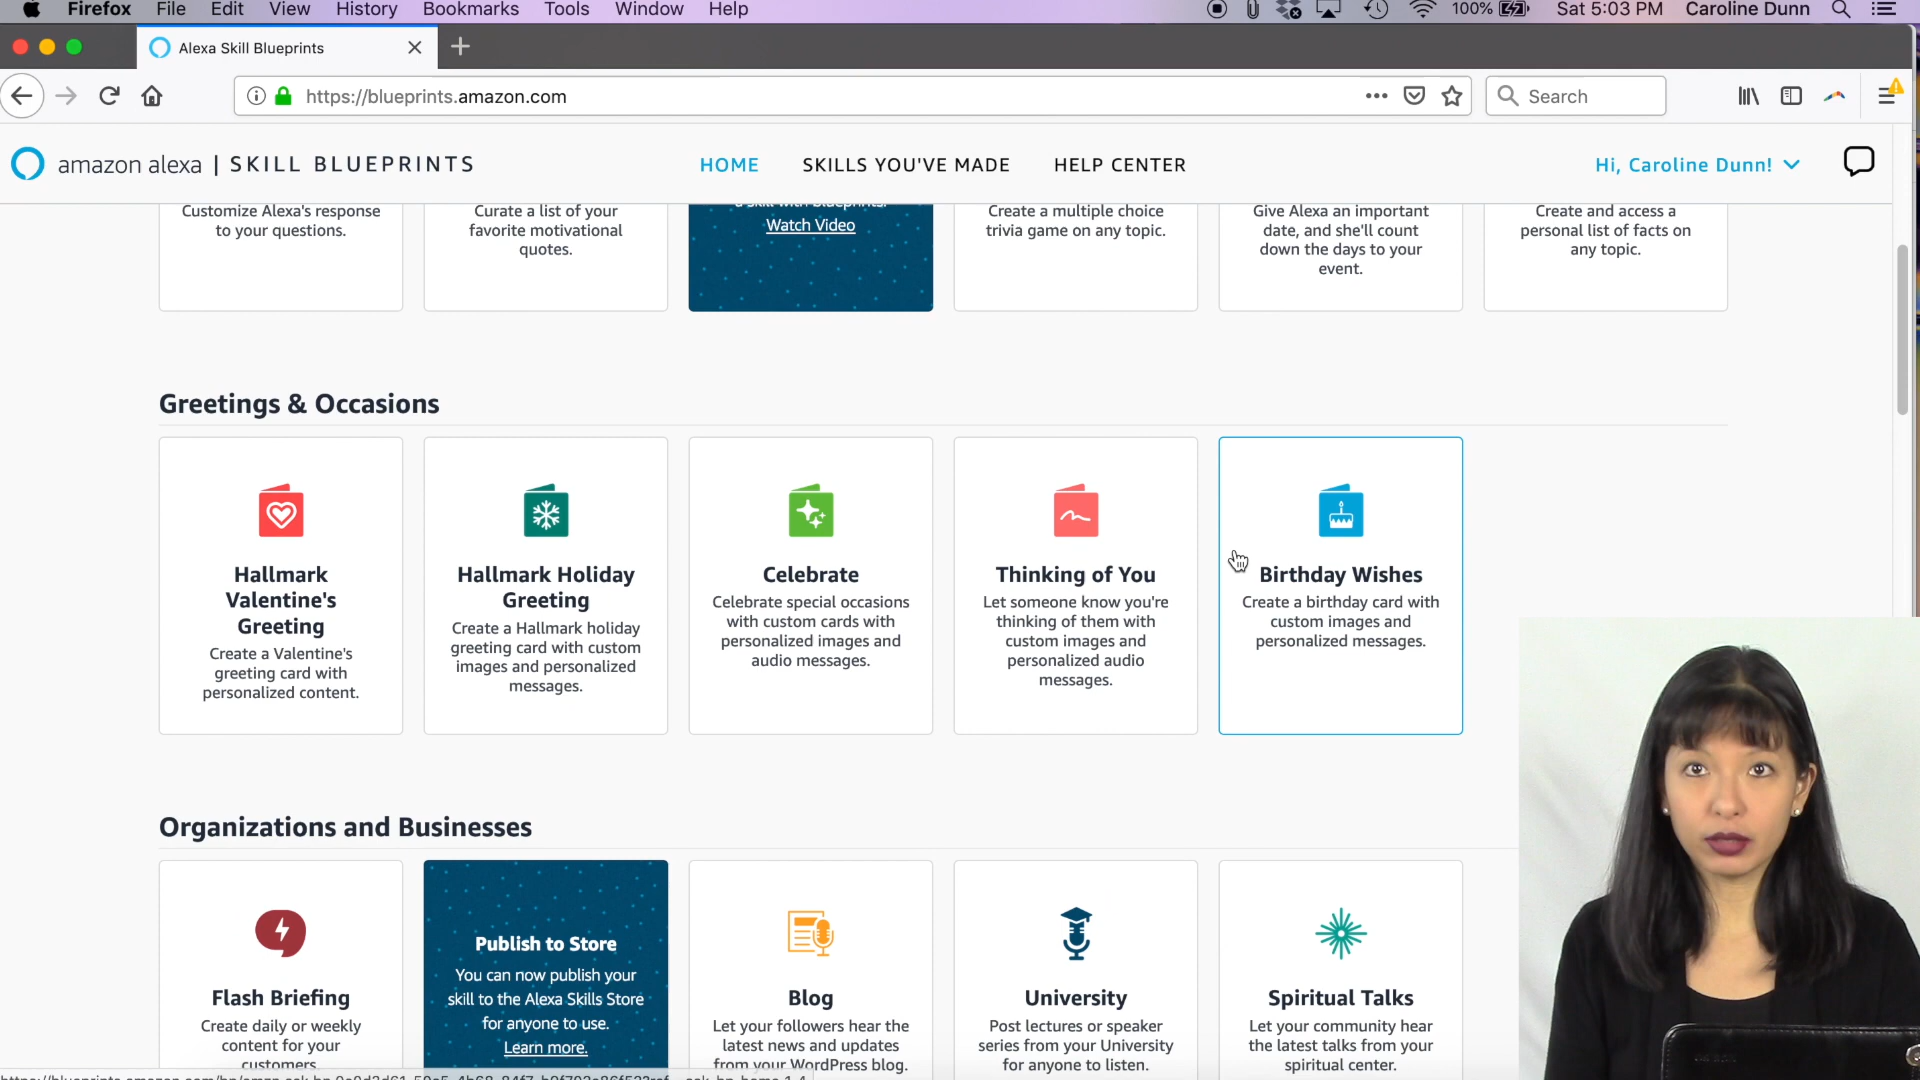 Firefox File Edit View History Bookmarks Tools Window Help 100% Sat 5:03 PM Caroline Dunn
Alexa Skill Blueprints
https://blueprints.amazon.com
Search
amazon alexa | SKILL BLUEPRINTS
HOME SKILLS YOU'VE MADE HELP CENTER
Hi, Caroline Dunn!
Customize Alexa's response
to your questions.
Curate a list of your
favorite motivational
quotes.
a skill with Blueprints.
Watch Video
Create a multiple choice
trivia game on any topic.
Give Alexa an important
date, and she'll count
down the days to your
event.
Create and access a
personal list of facts on
any topic.
Greetings & Occasions
Hallmark
Valentine's
Greeting
Create a Valentine's
greeting card with
personalized content.
Hallmark Holiday
Greeting
Create a Hallmark holiday
greeting card with custom
images and personalized
messages.
Celebrate
Celebrate special occasions
with custom cards with
personalized images and
audio messages.
Thinking of You
Let someone know you're
thinking of them with
custom images and
personalized audio
messages.
Birthday Wishes
Create a birthday card with
custom images and
personalized messages.
Organizations and Businesses
Flash Briefing
Create daily or weekly
content for your
customers.
Publish to Store
You can now publish your
skill to the Alexa Skills Store
for anyone to use.
Learn more.
Blog
Let your followers hear the
latest news and updates
from your WordPress blog.
University
Post lectures or speaker
series from your University
for anyone to listen.
Spiritual Talks
Let your community hear
the latest talks from your
spiritual center.